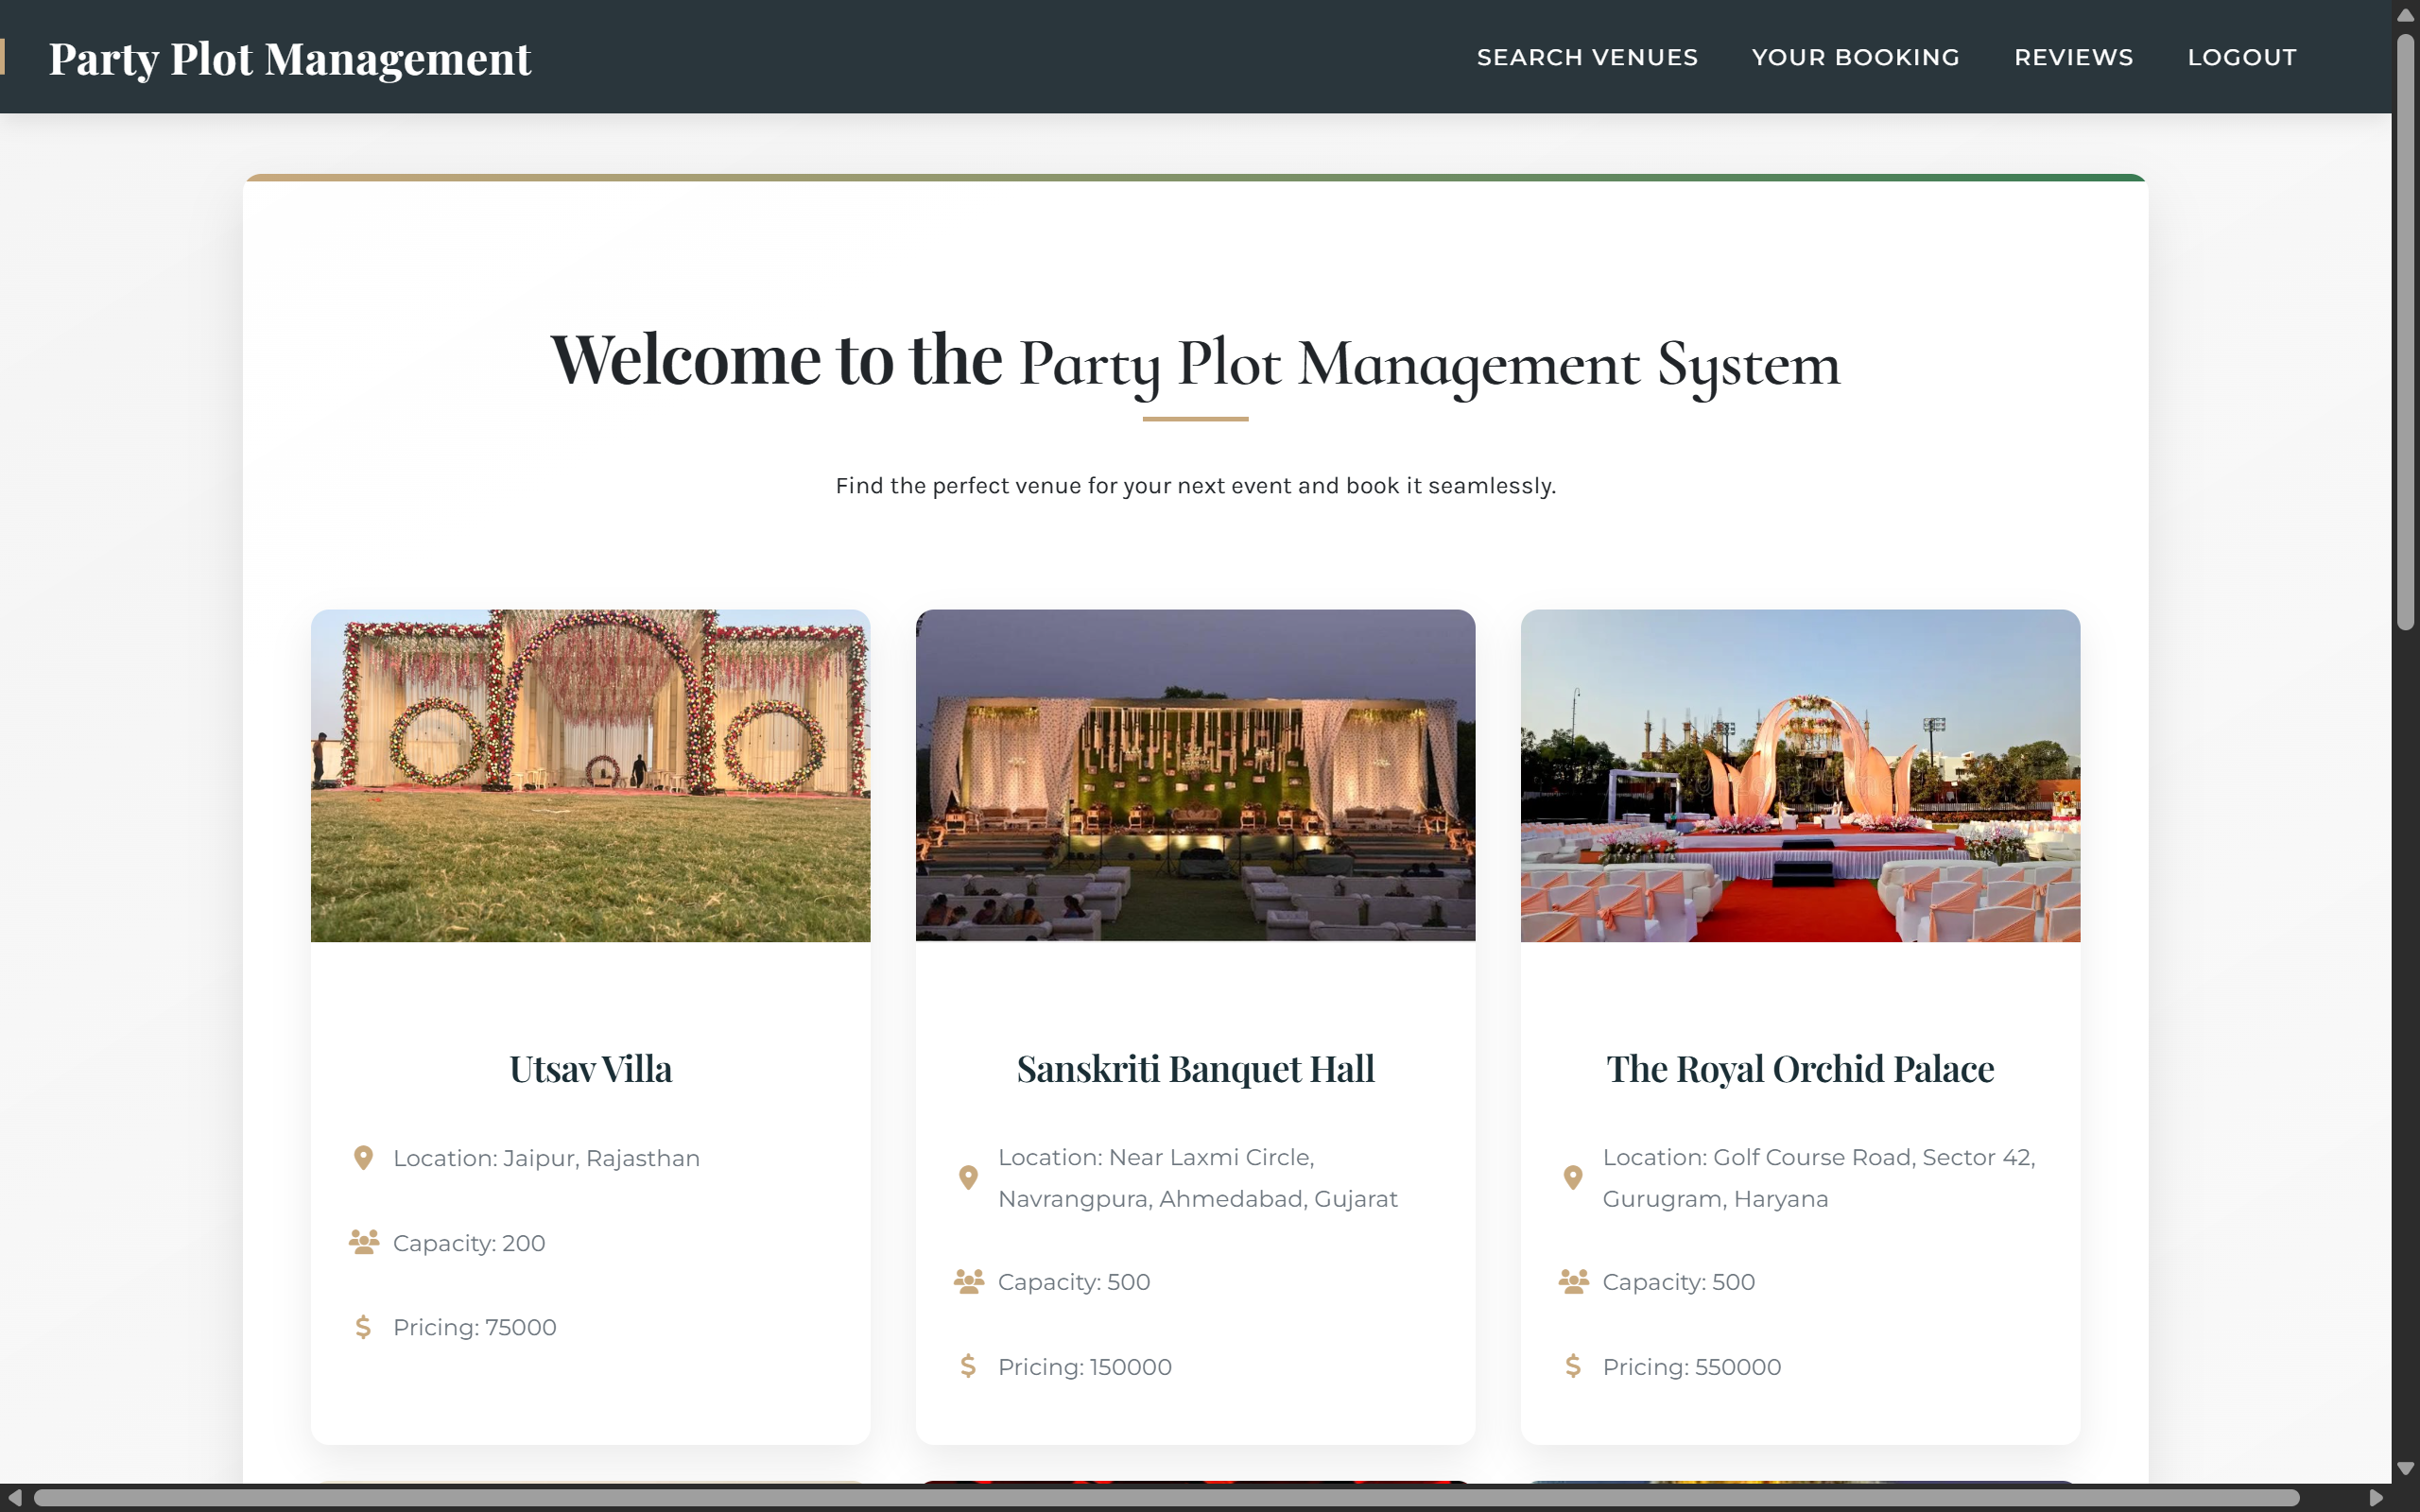 Party Plot Management
SEARCH VENUES
YOUR BOOKING
REVIEWS
LOGOUT
Welcome to the Party Plot Management System
Find the perfect venue for your next event and book it seamlessly.
Utsav Villa
Location: Jaipur, Rajasthan
Capacity: 200
Pricing: 75000
Sanskriti Banquet Hall
Location: Near Laxmi Circle,
Navrangpura, Ahmedabad, Gujarat
Capacity: 500
Pricing: 150000
The Royal Orchid Palace
Location: Golf Course Road, Sector 42,
Gurugram, Haryana
Capacity: 500
Pricing: 550000